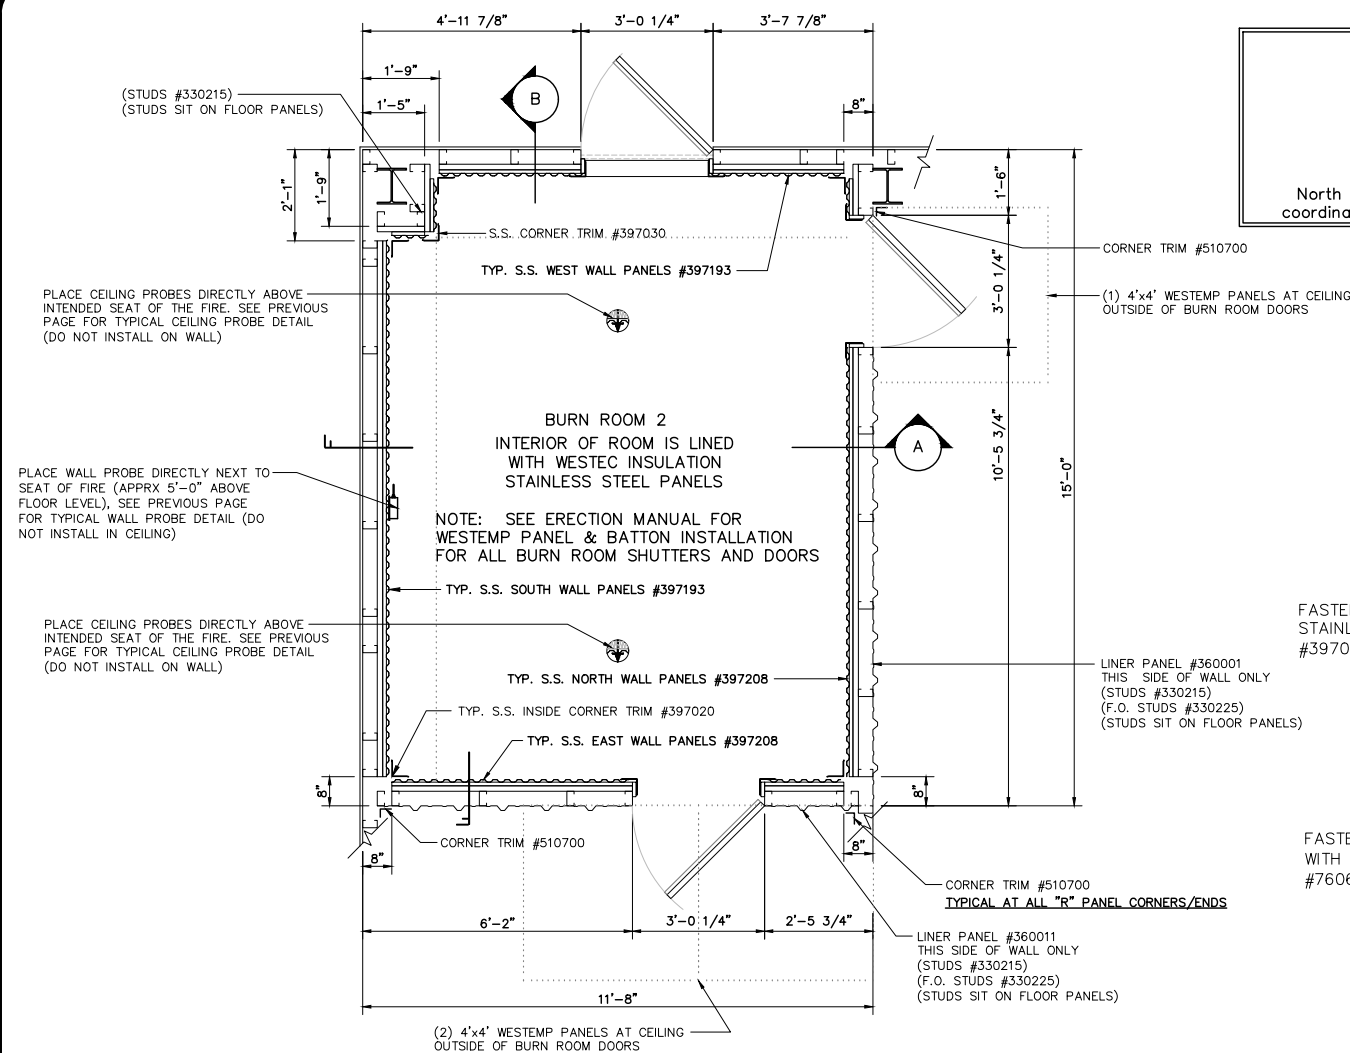 4'-11 7/8"
3'-0 1/4"
3'-7 7/8"
1'-9"
1'-5"
8"
(STUDS #330215)
(STUDS SIT ON FLOOR PANELS)
B
2'-1"
1'-9"
1'-6"
North
coordina
S.S. CORNER TRIM #397030
CORNER TRIM #510700
TYP. S.S. WEST WALL PANELS #397193
PLACE CEILING PROBES DIRECTLY ABOVE
INTENDED SEAT OF THE FIRE. SEE PREVIOUS
PAGE FOR TYPICAL CEILING PROBE DETAIL
(DO NOT INSTALL ON WALL)
3'-0 1/4"
(1) 4'x4' WESTEMP PANELS AT CEILING
OUTSIDE OF BURN ROOM DOORS
BURN ROOM 2
INTERIOR OF ROOM IS LINED
WITH WESTEC INSULATION
STAINLESS STEEL PANELS
A
10'-5 3/4"
15'-0"
PLACE WALL PROBE DIRECTLY NEXT TO
SEAT OF FIRE (APPRX 5'-0" ABOVE
FLOOR LEVEL), SEE PREVIOUS PAGE
FOR TYPICAL WALL PROBE DETAIL (DO
NOT INSTALL IN CEILING)
NOTE: SEE ERECTION MANUAL FOR
WESTEMP PANEL & BATTON INSTALLATION
FOR ALL BURN ROOM SHUTTERS AND DOORS
TYP. S.S. SOUTH WALL PANELS #397193
PLACE CEILING PROBES DIRECTLY ABOVE
INTENDED SEAT OF THE FIRE. SEE PREVIOUS
PAGE FOR TYPICAL CEILING PROBE DETAIL
(DO NOT INSTALL ON WALL)
FASTE
STAINL
#3970
LINER PANEL #360001
THIS SIDE OF WALL ONLY
(STUDS #330215)
(F.O. STUDS #330225)
(STUDS SIT ON FLOOR PANELS)
TYP. S.S. NORTH WALL PANELS #397208
TYP. S.S. INSIDE CORNER TRIM #397020
TYP. S.S. EAST WALL PANELS #397208
8"
8"
CORNER TRIM #510700
8"
8"
FASTE
WITH
#7606
CORNER TRIM #510700
TYPICAL AT ALL "R" PANEL CORNERS/ENDS
6'-2"
3'-0 1/4"
2'-5 3/4"
LINER PANEL #360011
THIS SIDE OF WALL ONLY
(STUDS #330215)
(F.O. STUDS #330225)
(STUDS SIT ON FLOOR PANELS)
11'-8"
(2) 4'x4' WESTEMP PANELS AT CEILING
OUTSIDE OF BURN ROOM DOORS